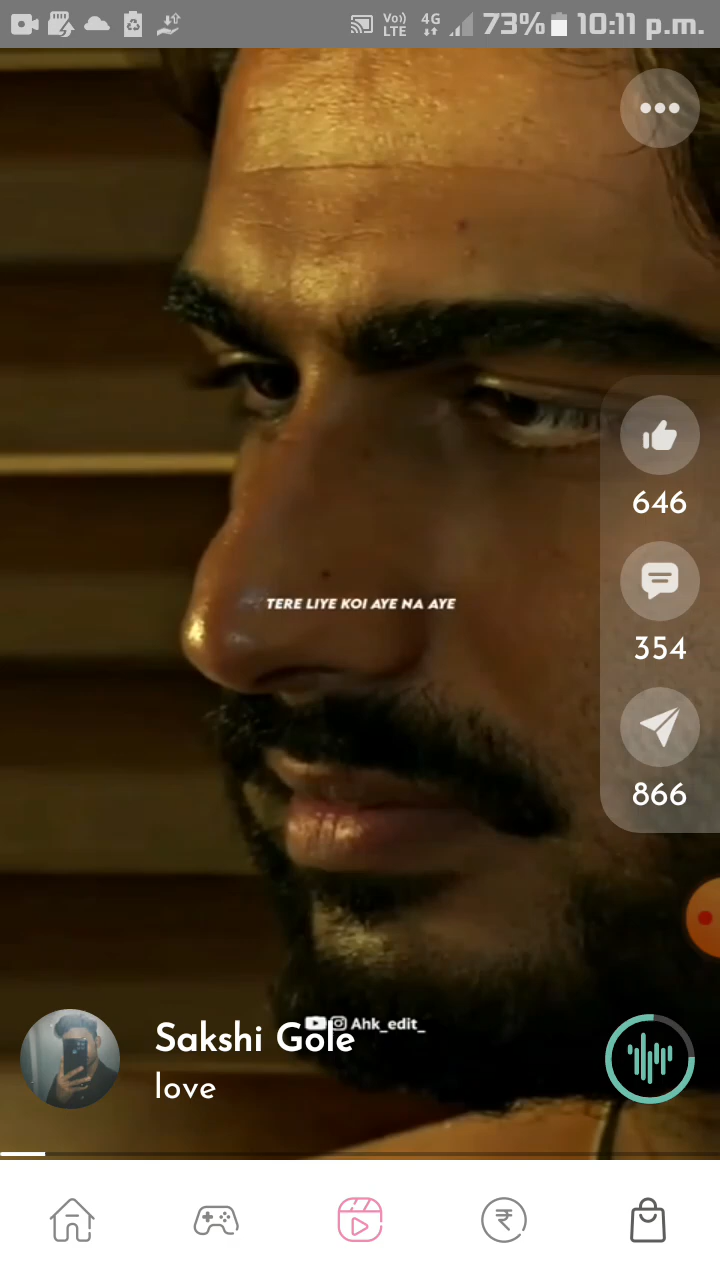 Vo)) LTE 4G 73% 10:11 p.m.
646
TERE LIYE KOI AYE NA AYE
354
866
Ahk_edit_
Sakshi Gole
love